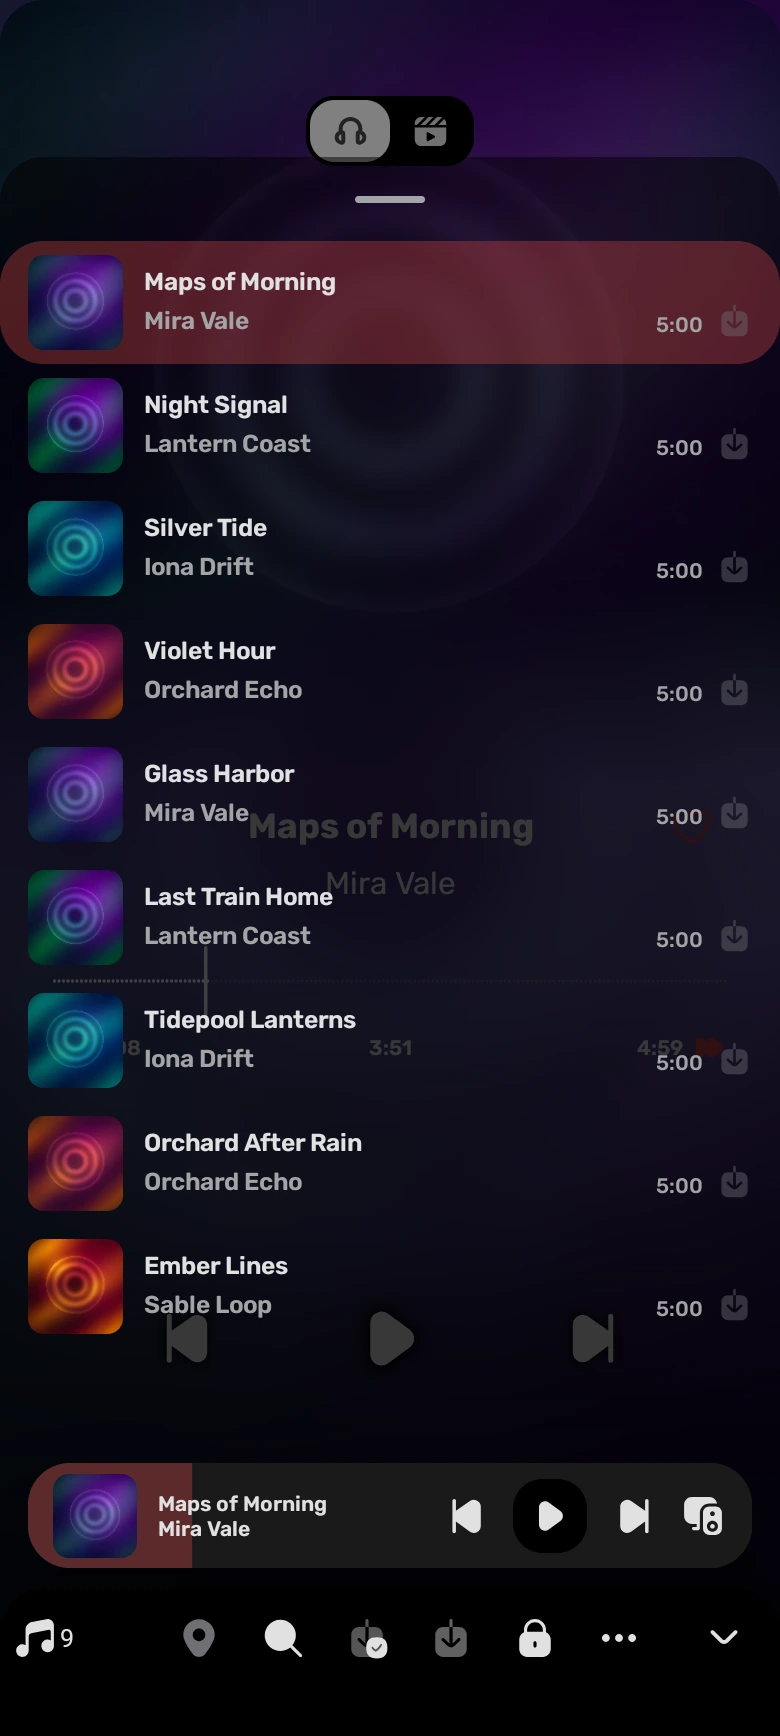 Maps of Morning
Mira Vale
5:00
Night Signal
Lantern Coast
5:00
Silver Tide
Iona Drift
5:00
Violet Hour
Orchard Echo
5:00
Glass Harbor
Mira Vale
5:00
Maps of Morning
Mira Vale
Last Train Home
Lantern Coast
5:00
Tidepool Lanterns
Iona Drift
5:00
3:51
4:59
Orchard After Rain
Orchard Echo
5:00
Ember Lines
Sable Loop
5:00
Maps of Morning
Mira Vale
9